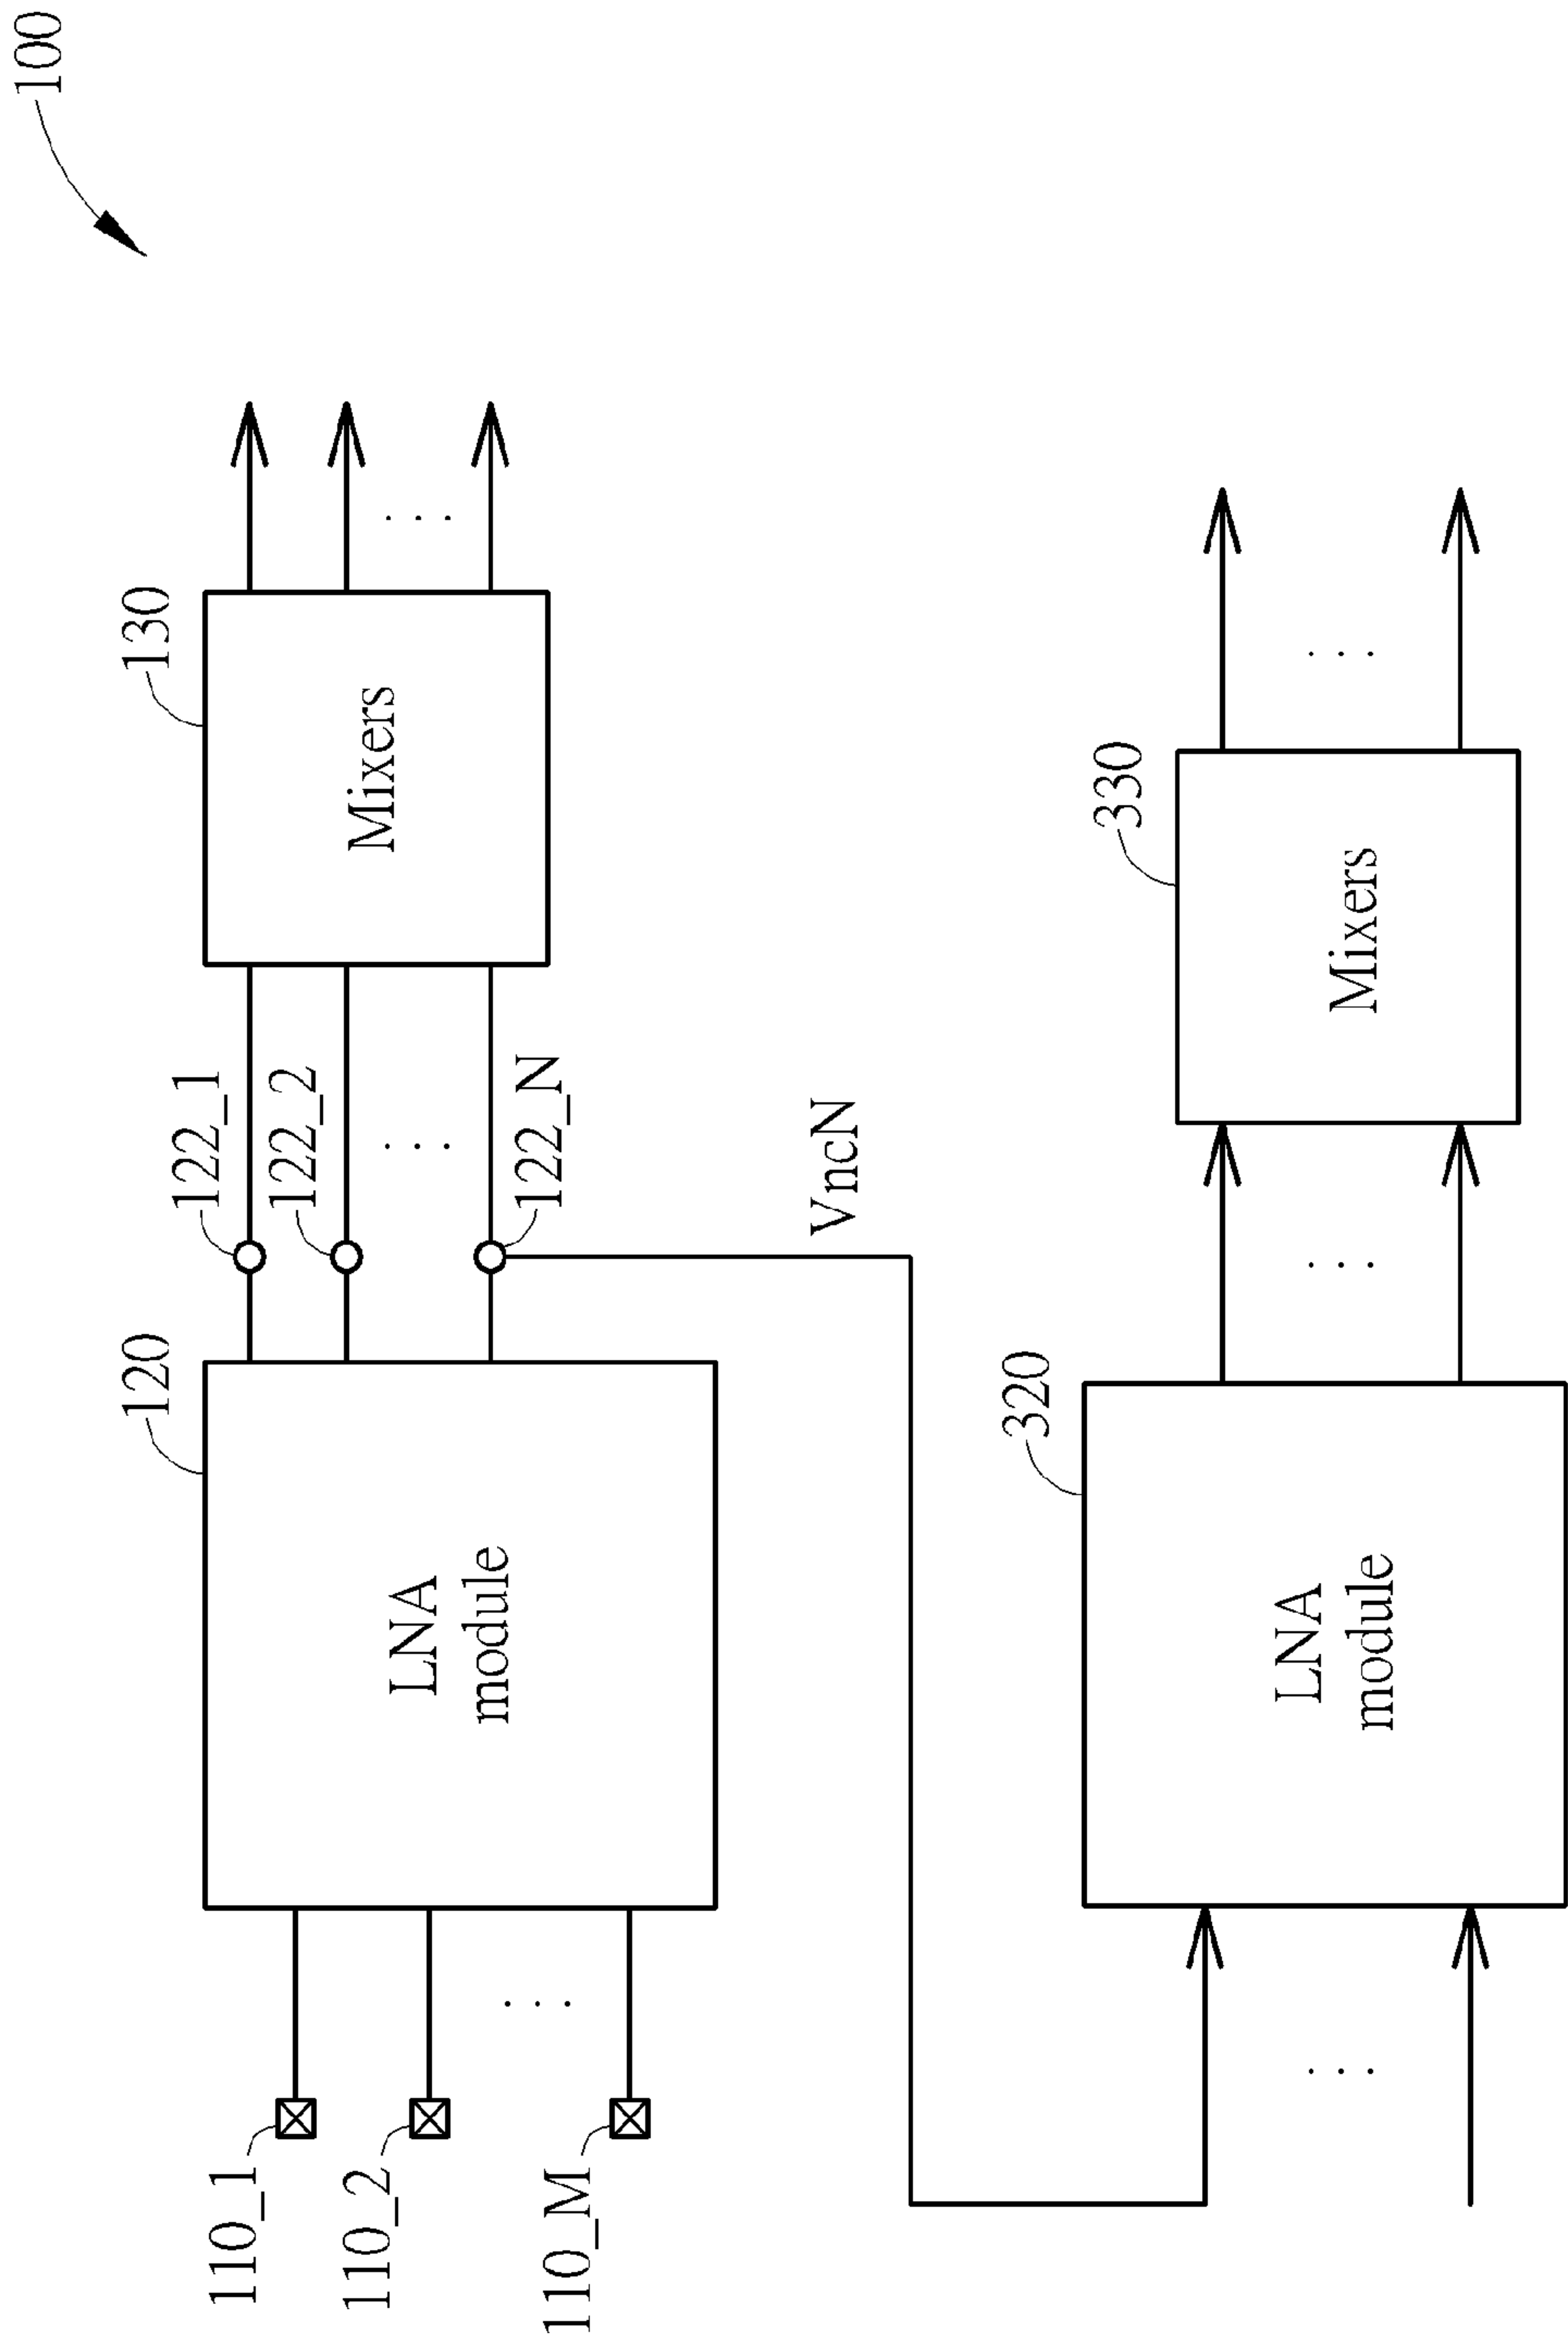 100
110_1
110_2
110_M
120
LNA
module
122_1
122_2
122_N
. . .
. . .
130
Mixers
. . .
VncN
320
LNA
module
. . .
. . .
330
Mixers
. . .